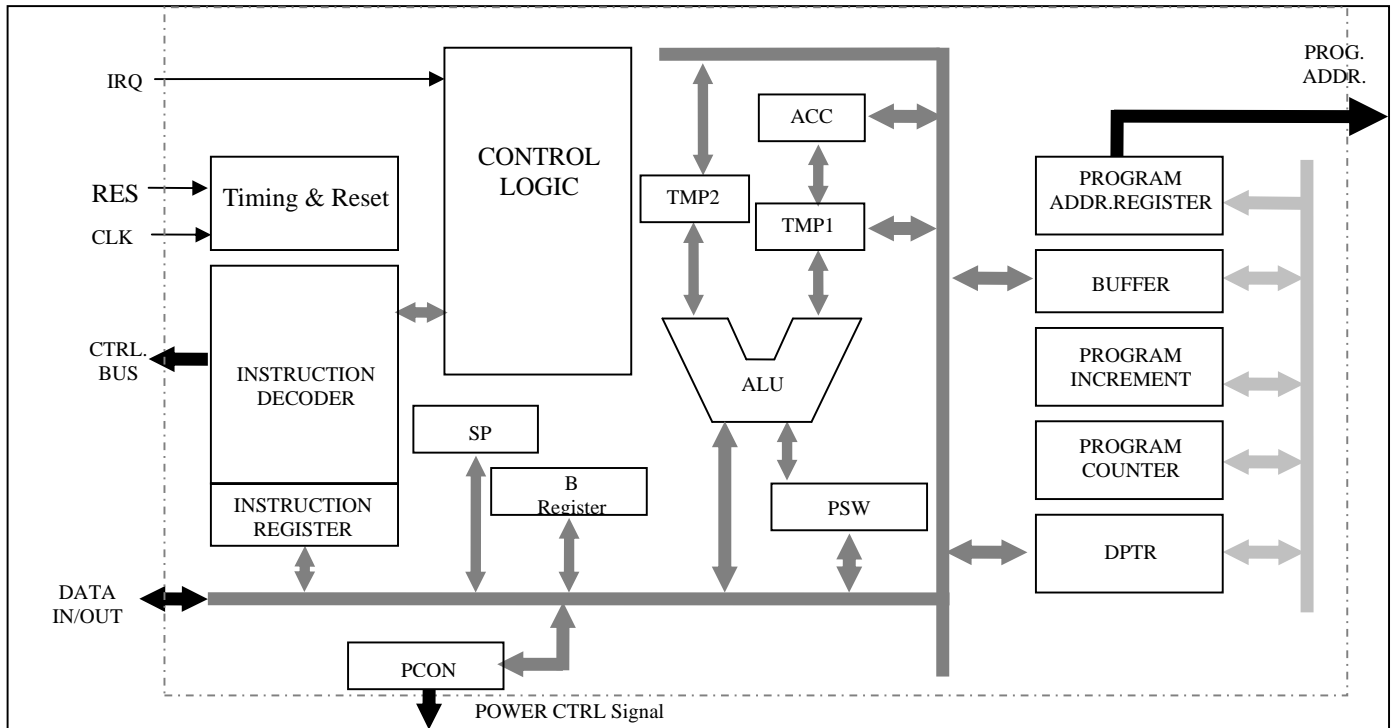 IRQ
RES
CLK
CTRL.
BUS
DATA
IN/OUT
Timing & Reset
INSTRUCTION
DECODER
INSTRUCTION
REGISTER
CONTROL
LOGIC
SP
B
Register
PCON
POWER CTRL Signal
TMP2
ACC
TMP1
ALU
PSW
PROG.
ADDR.
PROGRAM
ADDR.REGISTER
BUFFER
PROGRAM
INCREMENT
PROGRAM
COUNTER
DPTR